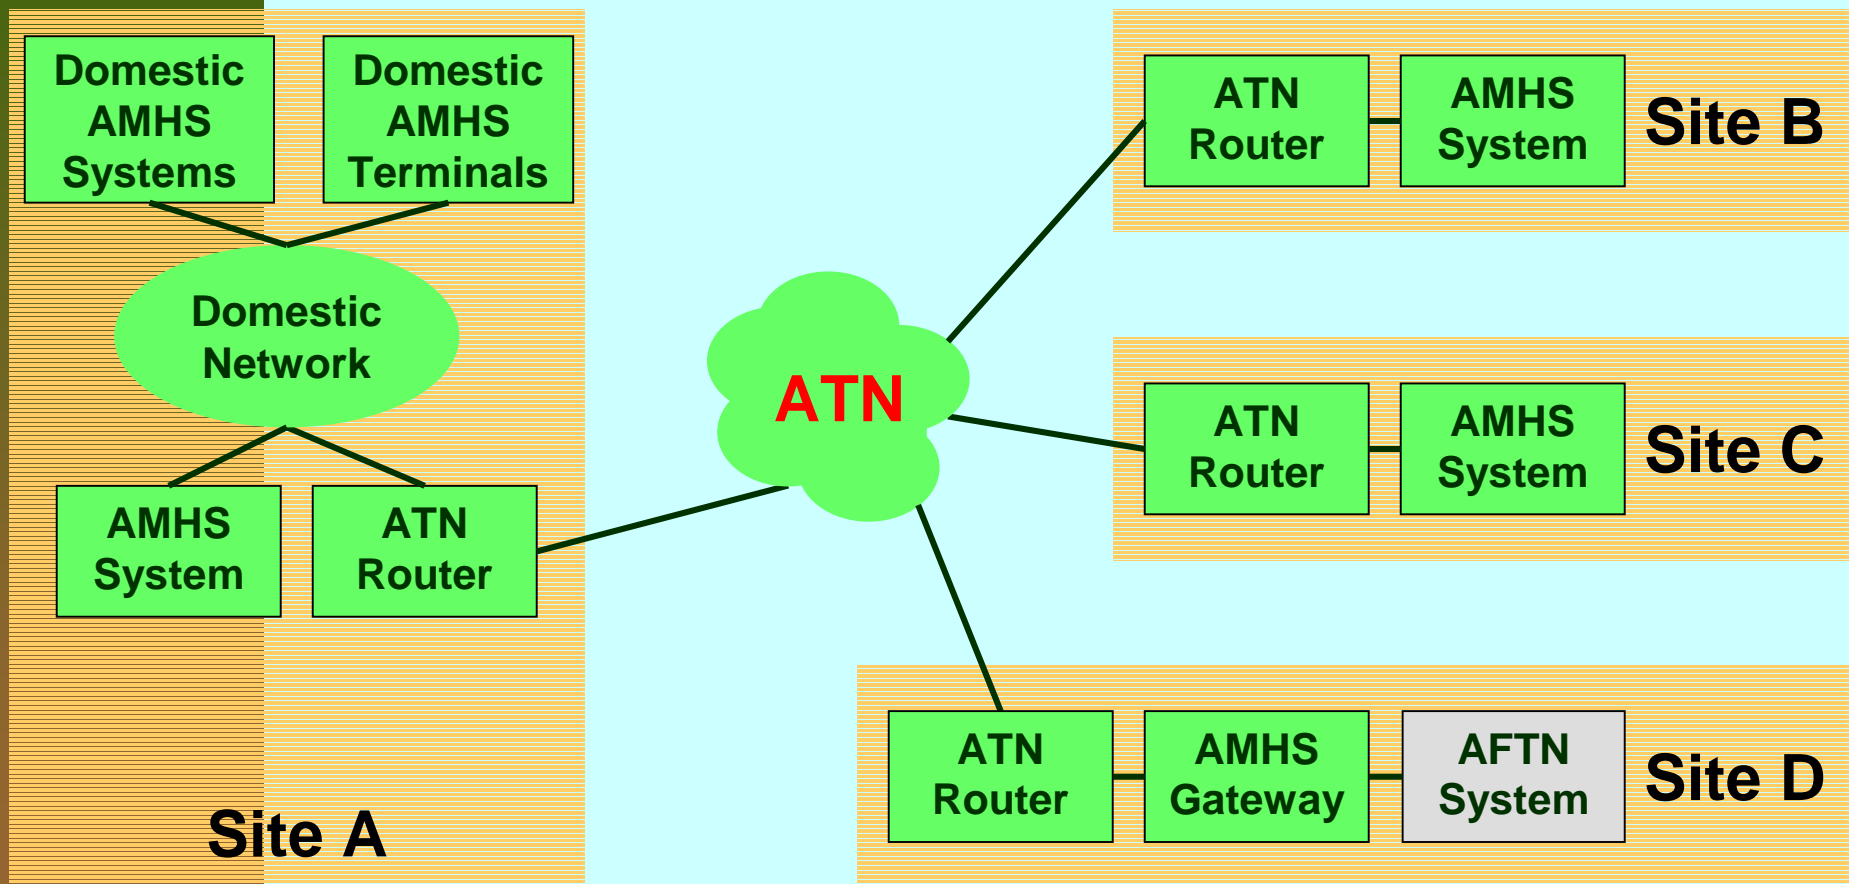 Domestic
AMHS
Systems
Domestic
AMHS
Terminals
Domestic
Network
AMHS
System
ATN
Router
Site A
ATN
ATN
Router
AMHS
System
Site B
ATN
Router
AMHS
System
Site C
ATN
Router
AMHS
Gateway
AFTN
System
Site D